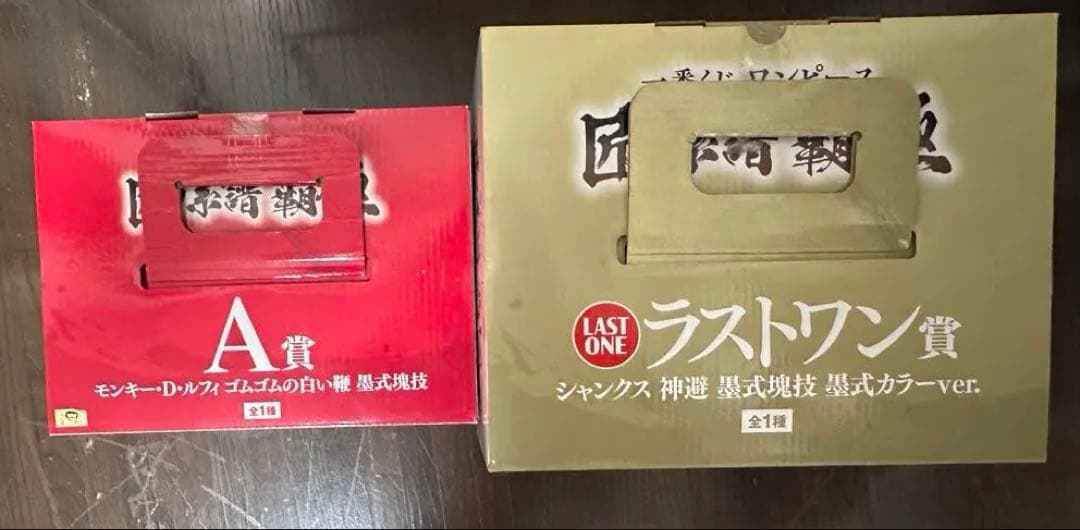 A賞
モンキー・D・ルフィ ゴムゴムの白い鞭 墨式塊技
全1種
一番くじ ワンピース
匠
LAST ONE
ラストワン賞
シャンクス 神避 墨式塊技 墨式カラーver.
全1種